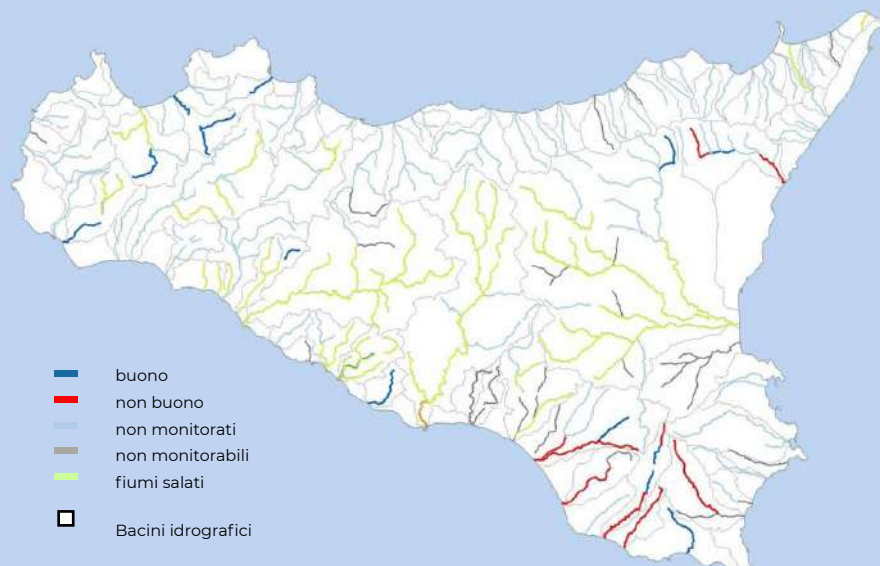 buono
non buono
non monitorati
non monitorabili
fiumi salati
Bacini idrografici